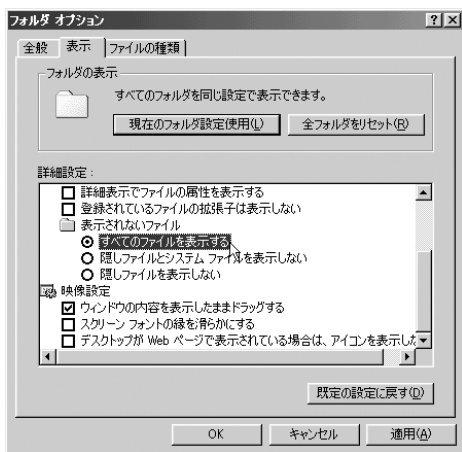 フォルダ オプション
全般 表示 ファイルの種類
フォルダの表示
すべてのフォルダを同じ設定で表示できます。
現在のフォルダ設定使用(L) 全フォルダをリセット(R)
詳細設定：
詳細表示でファイルの属性を表示する
登録されているファイルの拡張子は表示しない
表示されないファイル
すべてのファイルを表示する
隠しファイルとシステム ファイルを表示しない
隠しファイルを表示しない
映像設定
ウィンドウの内容を表示したままドラッグする
スクリーン フォントの縁を滑らかにする
デスクトップが Web ページで表示されている場合は、アイコンを表示した
既定の設定に戻す(D)
OK キャンセル 適用(A)